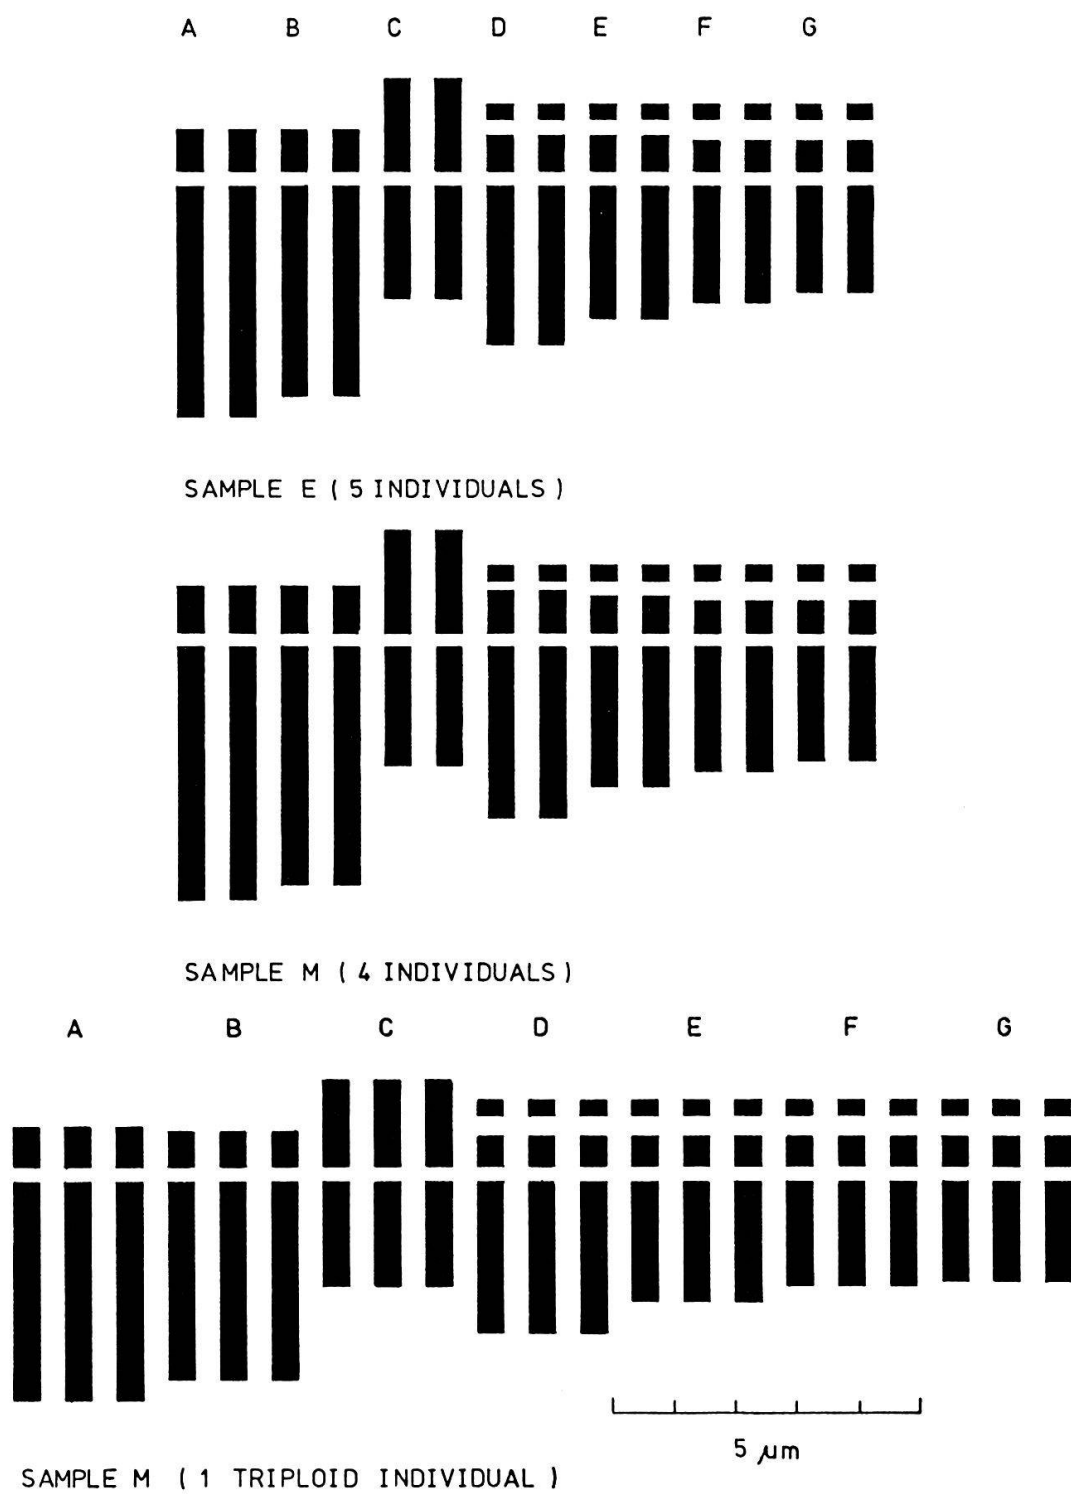 A B C D E F G
SAMPLE E ( 5 INDIVIDUALS )
SAMPLE M ( 4 INDIVIDUALS )
A B C D E F G
5 μm
SAMPLE M ( 1 TRIPLOID INDIVIDUAL )